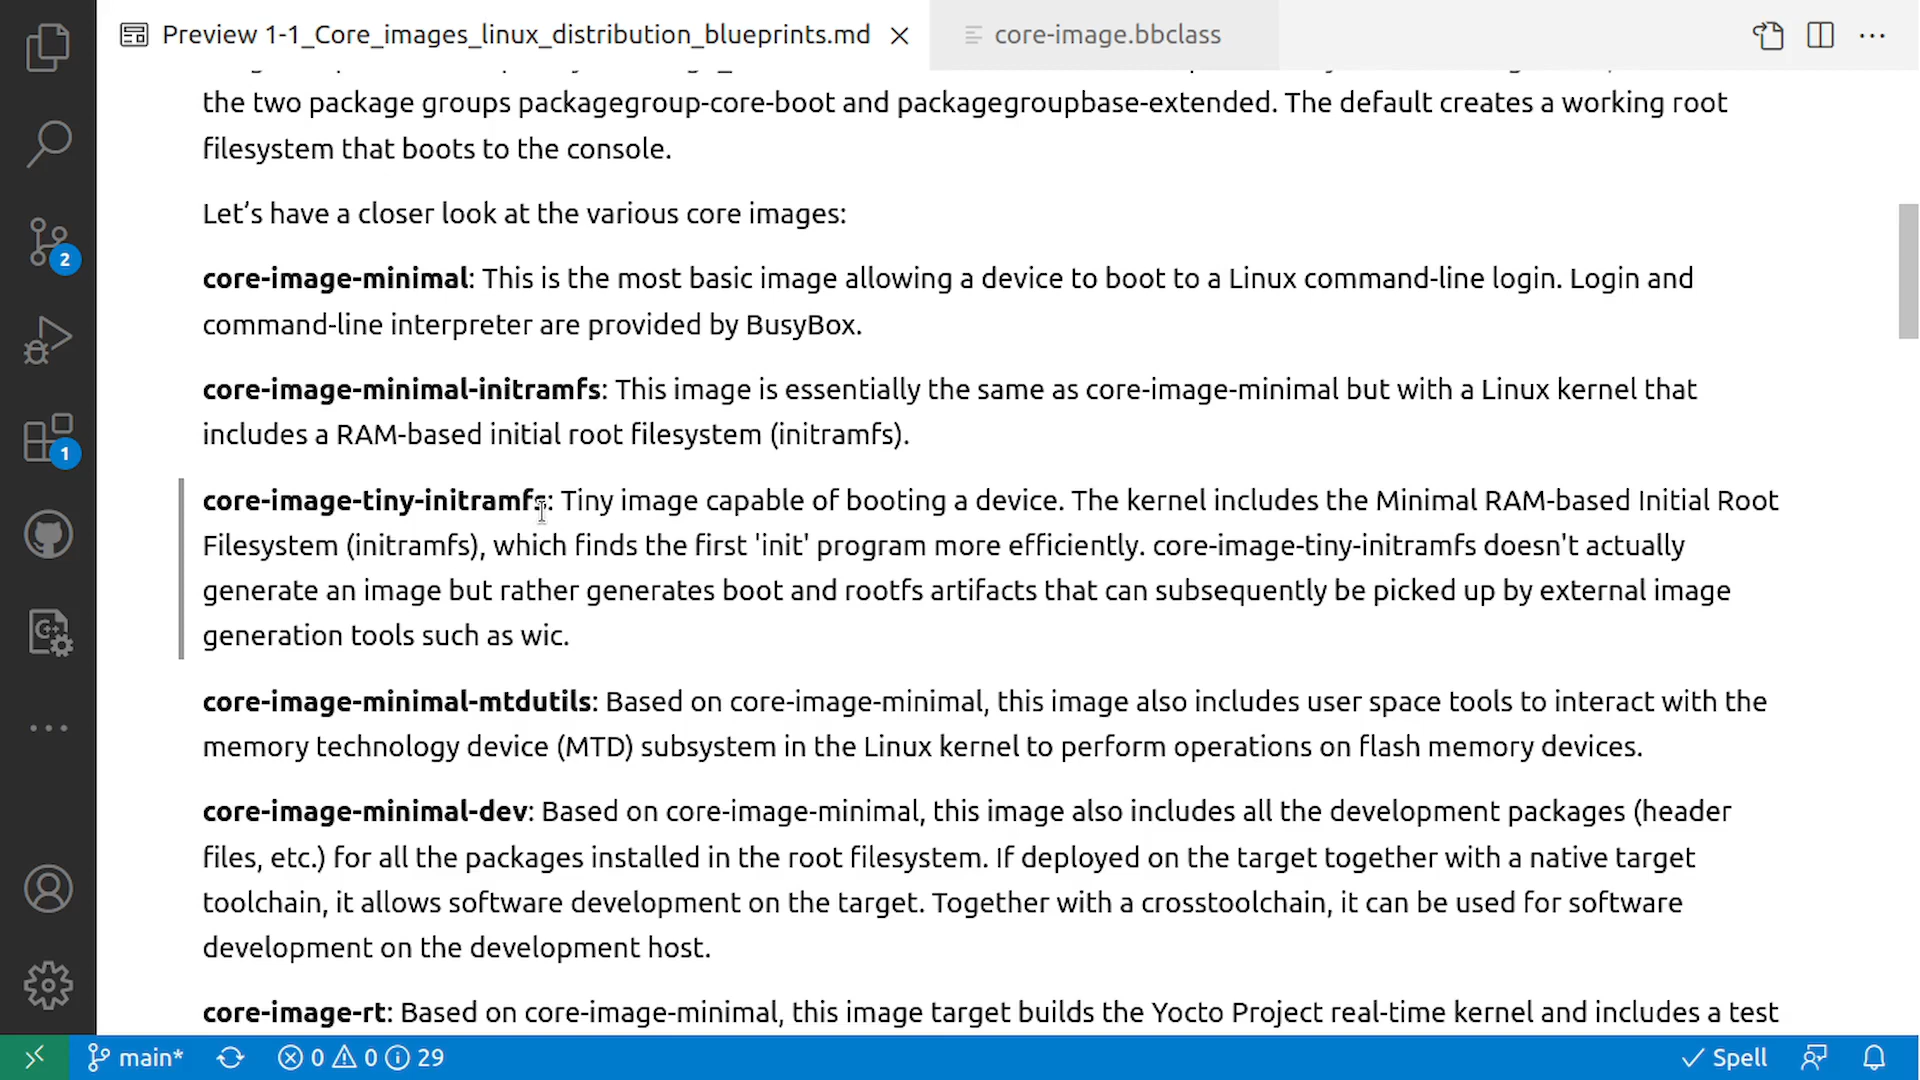 Preview 1-1_Core_images_linux_distribution_blueprints.md
core-image.bbclass
the two package groups packagegroup-core-boot and packagegroupbase-extended. The default creates a working root
filesystem that boots to the console.
Let’s have a closer look at the various core images:
core-image-minimal: This is the most basic image allowing a device to boot to a Linux command-line login. Login and
command-line interpreter are provided by BusyBox.
core-image-minimal-initramfs: This image is essentially the same as core-image-minimal but with a Linux kernel that
includes a RAM-based initial root filesystem (initramfs).
core-image-tiny-initramfs: Tiny image capable of booting a device. The kernel includes the Minimal RAM-based Initial Root
Filesystem (initramfs), which finds the first 'init' program more efficiently. core-image-tiny-initramfs doesn't actually
generate an image but rather generates boot and rootfs artifacts that can subsequently be picked up by external image
generation tools such as wic.
core-image-minimal-mtdutils: Based on core-image-minimal, this image also includes user space tools to interact with the
memory technology device (MTD) subsystem in the Linux kernel to perform operations on flash memory devices.
core-image-minimal-dev: Based on core-image-minimal, this image also includes all the development packages (header
files, etc.) for all the packages installed in the root filesystem. If deployed on the target together with a native target
toolchain, it allows software development on the target. Together with a crosstoolchain, it can be used for software
development on the development host.
core-image-rt: Based on core-image-minimal, this image target builds the Yocto Project real-time kernel and includes a test
2
1
main* 0 0 29 Spell